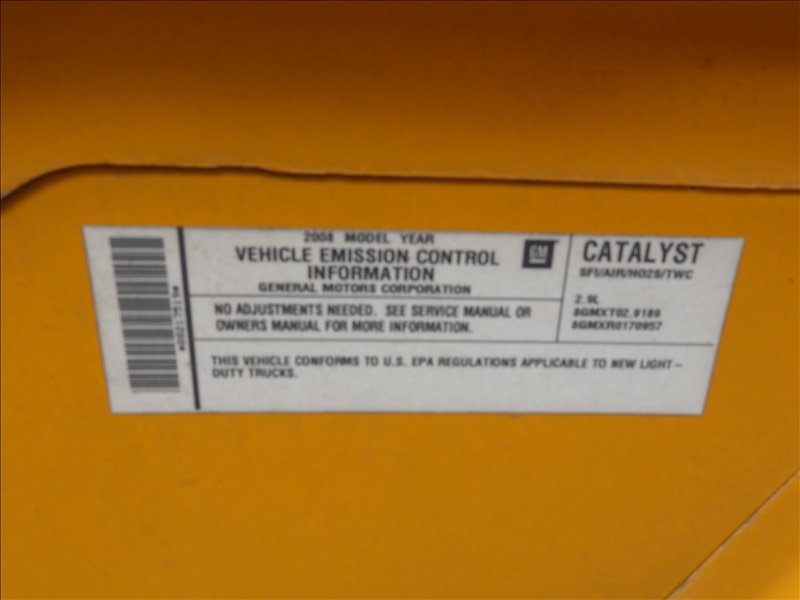 2008 MODEL YEAR
VEHICLE EMISSION CONTROL
INFORMATION
GENERAL MOTORS CORPORATION
GM
NO ADJUSTMENTS NEEDED. SEE SERVICE MANUAL OR
OWNERS MANUAL FOR MORE INFORMATION.
CATALYST
SFI/AIR/HO2S/TWC
2.9L
8GMXT02.9189
8GMXR0170957
THIS VEHICLE CONFORMS TO U.S. EPA REGULATIONS APPLICABLE TO NEW LIGHT-
DUTY TRUCKS.